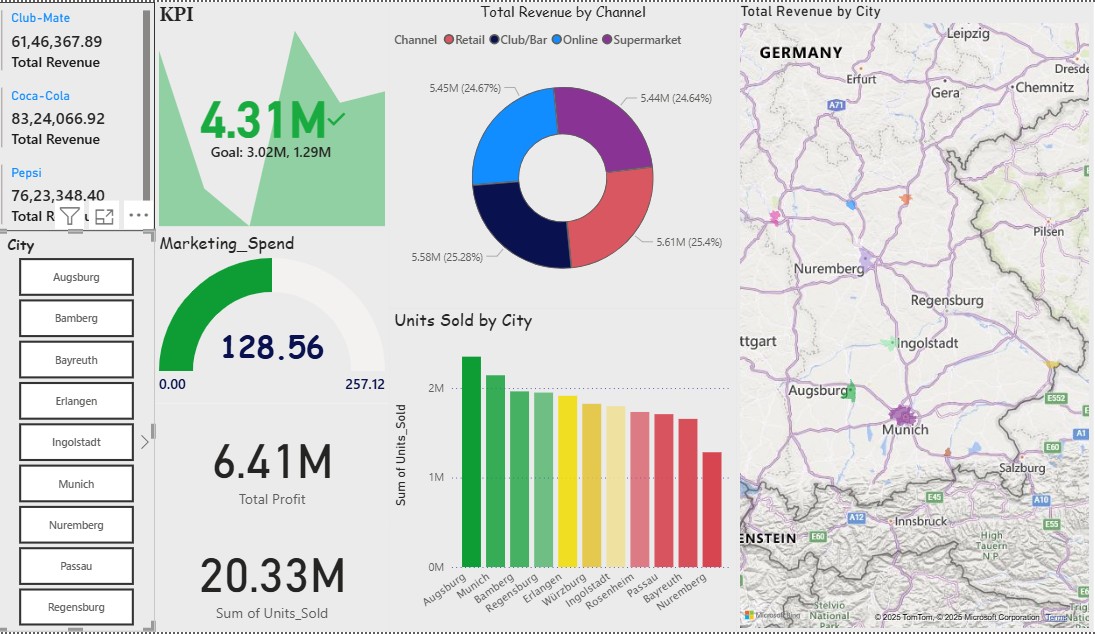 Club-Mate
61,46,367.89
Total Revenue
Coca-Cola
83,24,066.92
Total Revenue
Pepsi
76,23,348.40
Total R
City
Augsburg
Bamberg
Bayreuth
Erlangen
Ingolstadt
Munich
Nuremberg
Passau
Regensburg
KPI
4.31M
Goal: 3.02M, 1.29M
Marketing_Spend
128.56
0.00
257.12
6.41M
Total Profit
20.33M
Sum of Units_Sold
Total Revenue by Channel
Channel Retail Club/Bar Online Supermarket
5.45M (24.67%)
5.44M (24.64%)
5.58M (25.28%)
5.61M (25.4%)
Units Sold by City
Sum of Units_Sold
2M
1M
0M
Augsburg
Munich
Bamberg
Regensburg
Erlangen
Würzburg
Ingolstadt
Rosenheim
Passau
Bayreuth
Nuremberg
Total Revenue by City
Leipzig
GERMANY
Dresde
Erfurt
Gera
Chemnitz
A71
Pilsen
Nuremberg
Regensburg
ttgart
Ingolstadt
Augsburg
E552
Munich
A1
E60
Salzburg
E45
A10
A12
Innsbruck
E55
ENSTEIN
E60
High
Tauern
N.P.
E66
Stelvio
National
Park
Microsoft Bing
© 2025 TomTom, © 2025 Microsoft Corporation
Terms